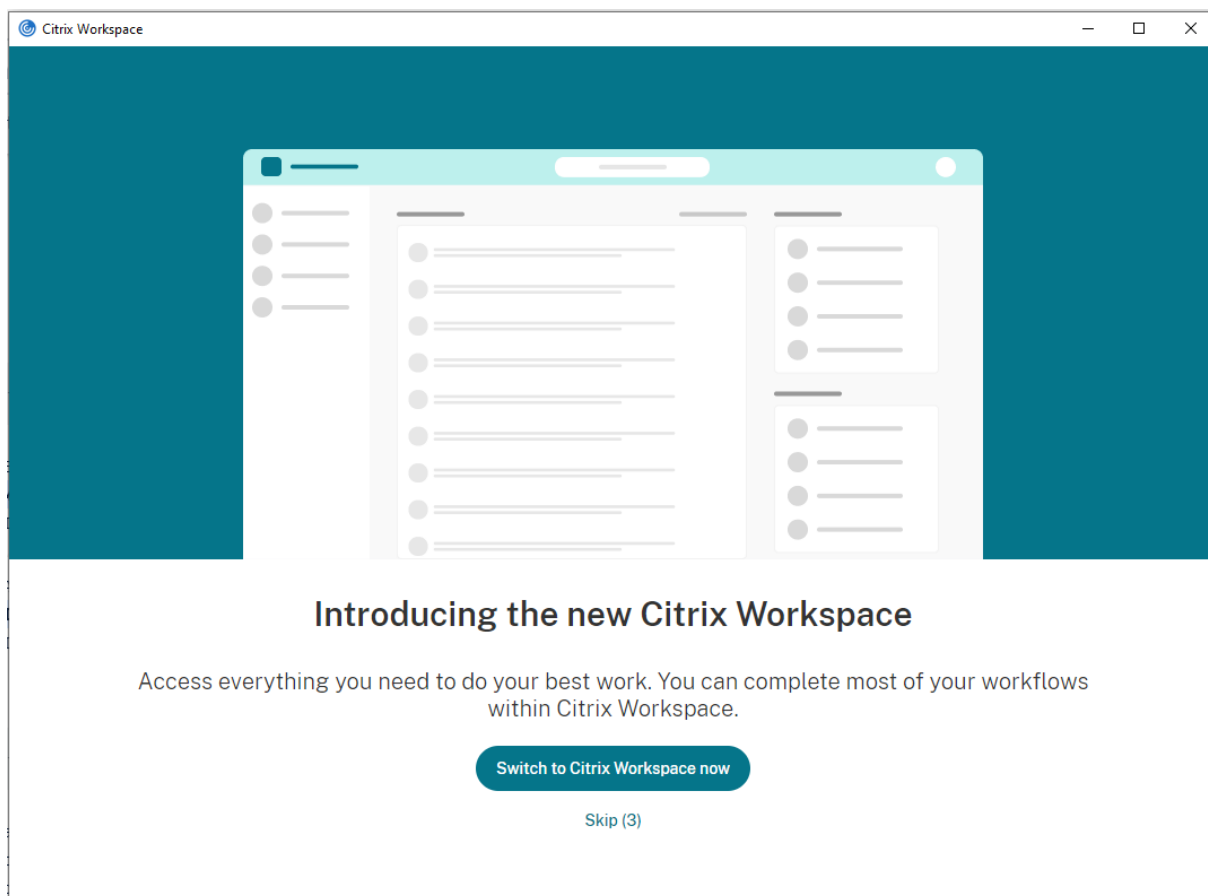 Citrix Workspace
Introducing the new Citrix Workspace
Access everything you need to do your best work. You can complete most of your workflows
within Citrix Workspace.
Switch to Citrix Workspace now
Skip (3)